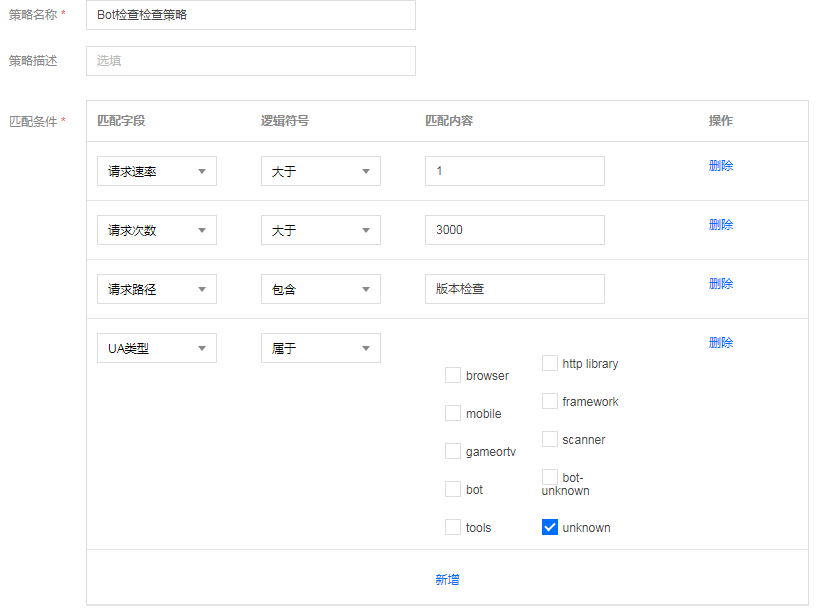 策略名称 *
Bot检查检查策略
策略描述
选填
匹配条件 *
匹配字段 逻辑符号 匹配内容 操作
请求速率 大于 1 删除
请求次数 大于 3000 删除
请求路径 包含 版本检查 删除
UA类型 属于 删除
browser http library
mobile framework
gameortv scanner
bot bot-
unknown
tools unknown
新增